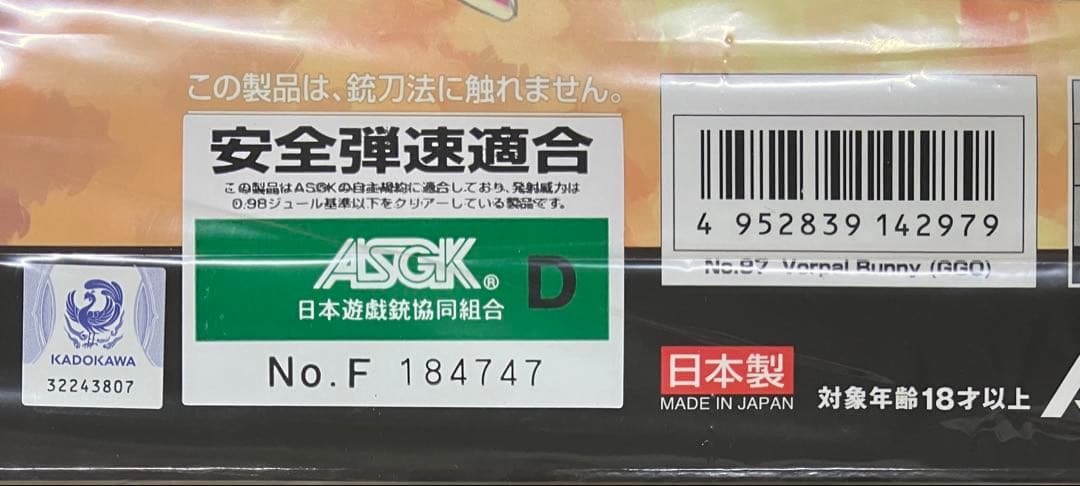 この製品は、銃刀法に触れません。
安全弾速適合
この製品はASGKの自主規約に適合しており、発射威力は
0.98ジュール基準以下をクリアーしている製品です。
ASGK® D
日本遊戯銃協同組合
No.F 184747
KADOKAWA
32243807
4 952839 142979
No.97 Vorpal Bunny (GGO)
日本製
MADE IN JAPAN
対象年齢18才以上